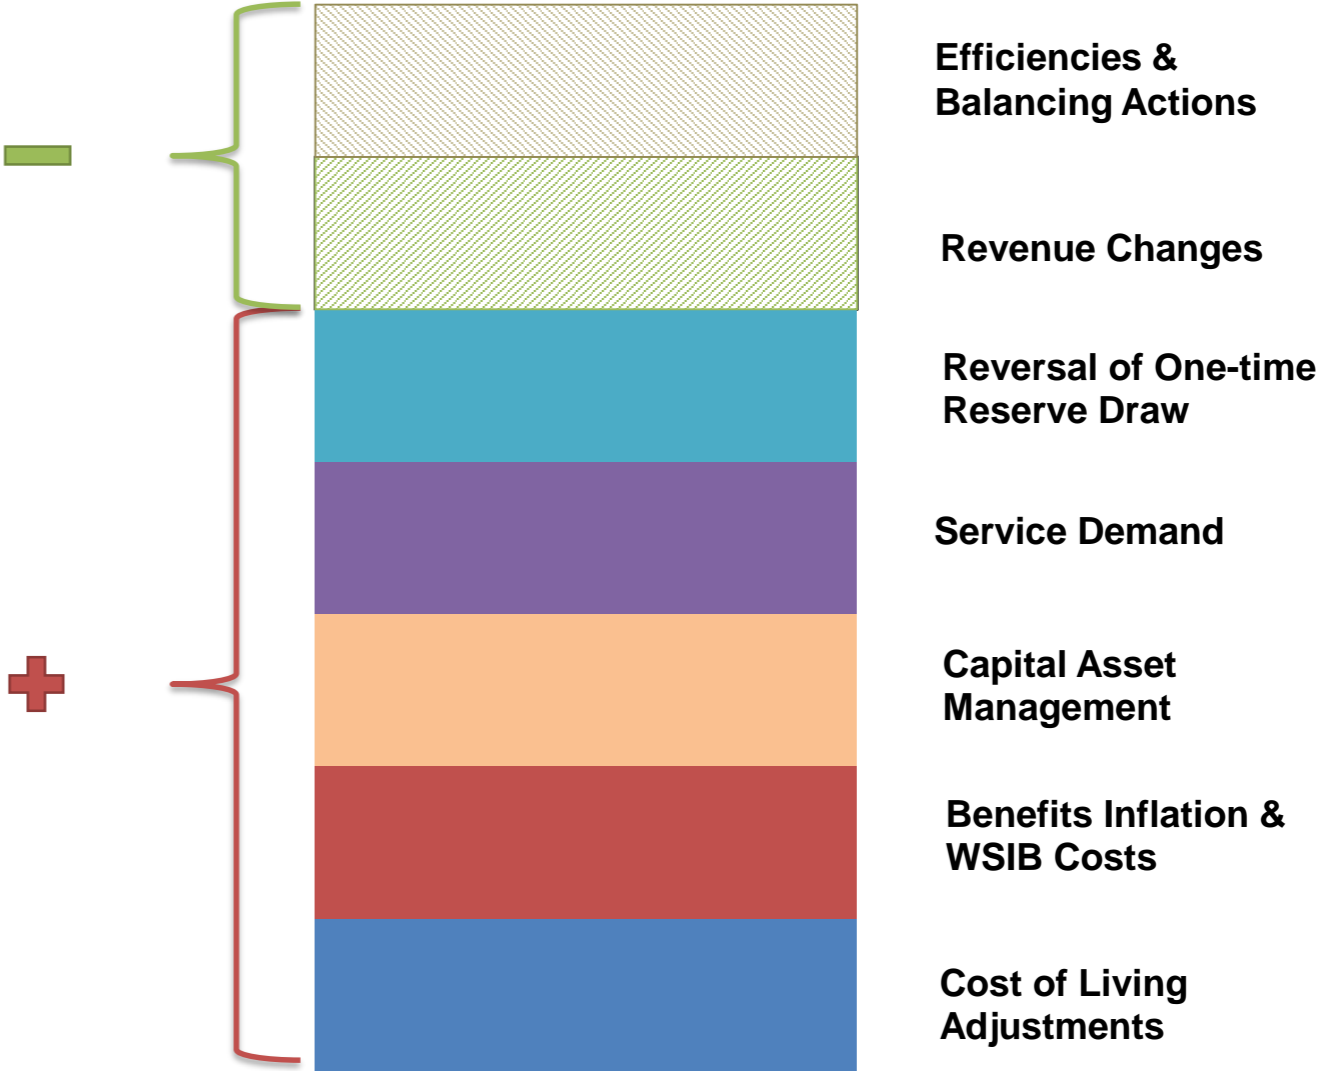 Efficiencies &
Balancing Actions
Revenue Changes
Reversal of One-time
Reserve Draw
Service Demand
Capital Asset
Management
Benefits Inflation &
WSIB Costs
Cost of Living
Adjustments